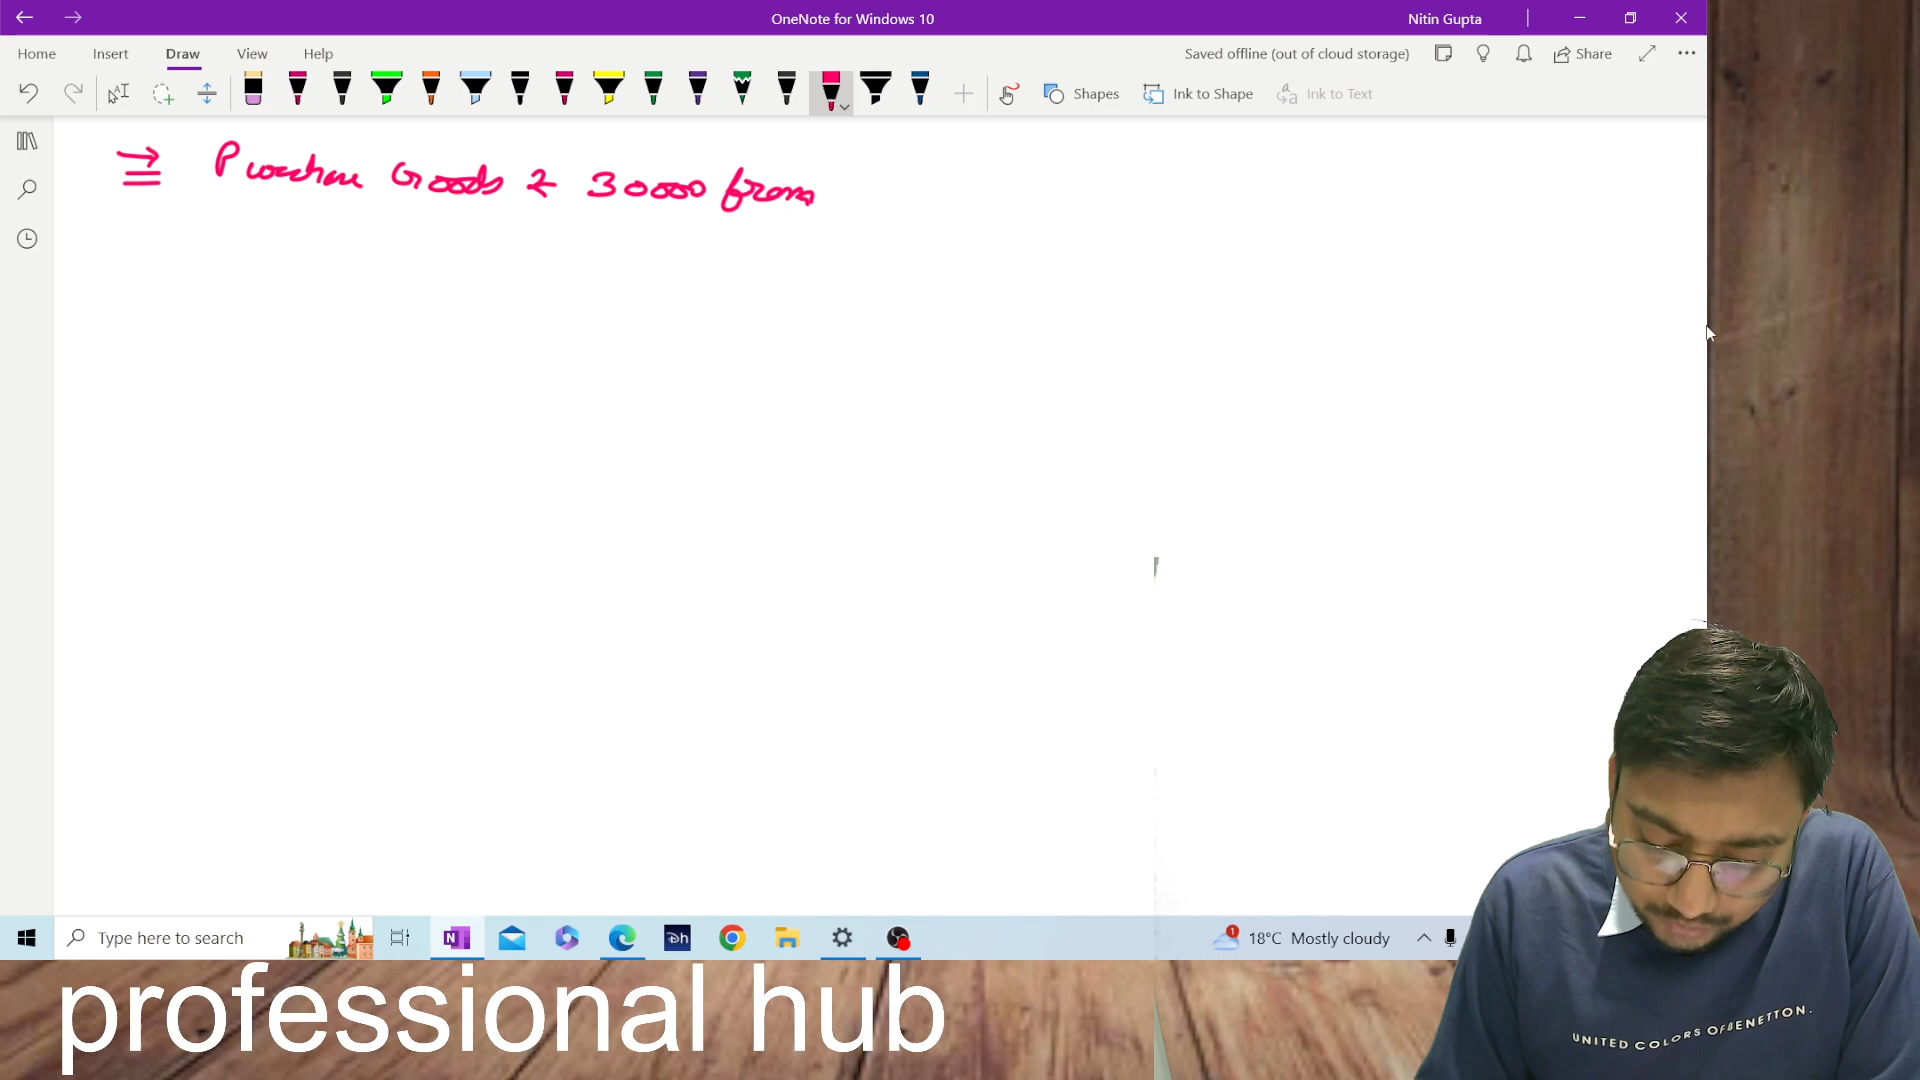 OneNote for Windows 10
Nitin Gupta
Home Insert Draw View Help
Saved offline (out of cloud storage)
Share
Shapes
Ink to Shape
Ink to Text
Purchase Goods ₹ 30000 from
Type here to search
1
18°C Mostly cloudy
professional hub
UNITED COLORS OF BENETTON.